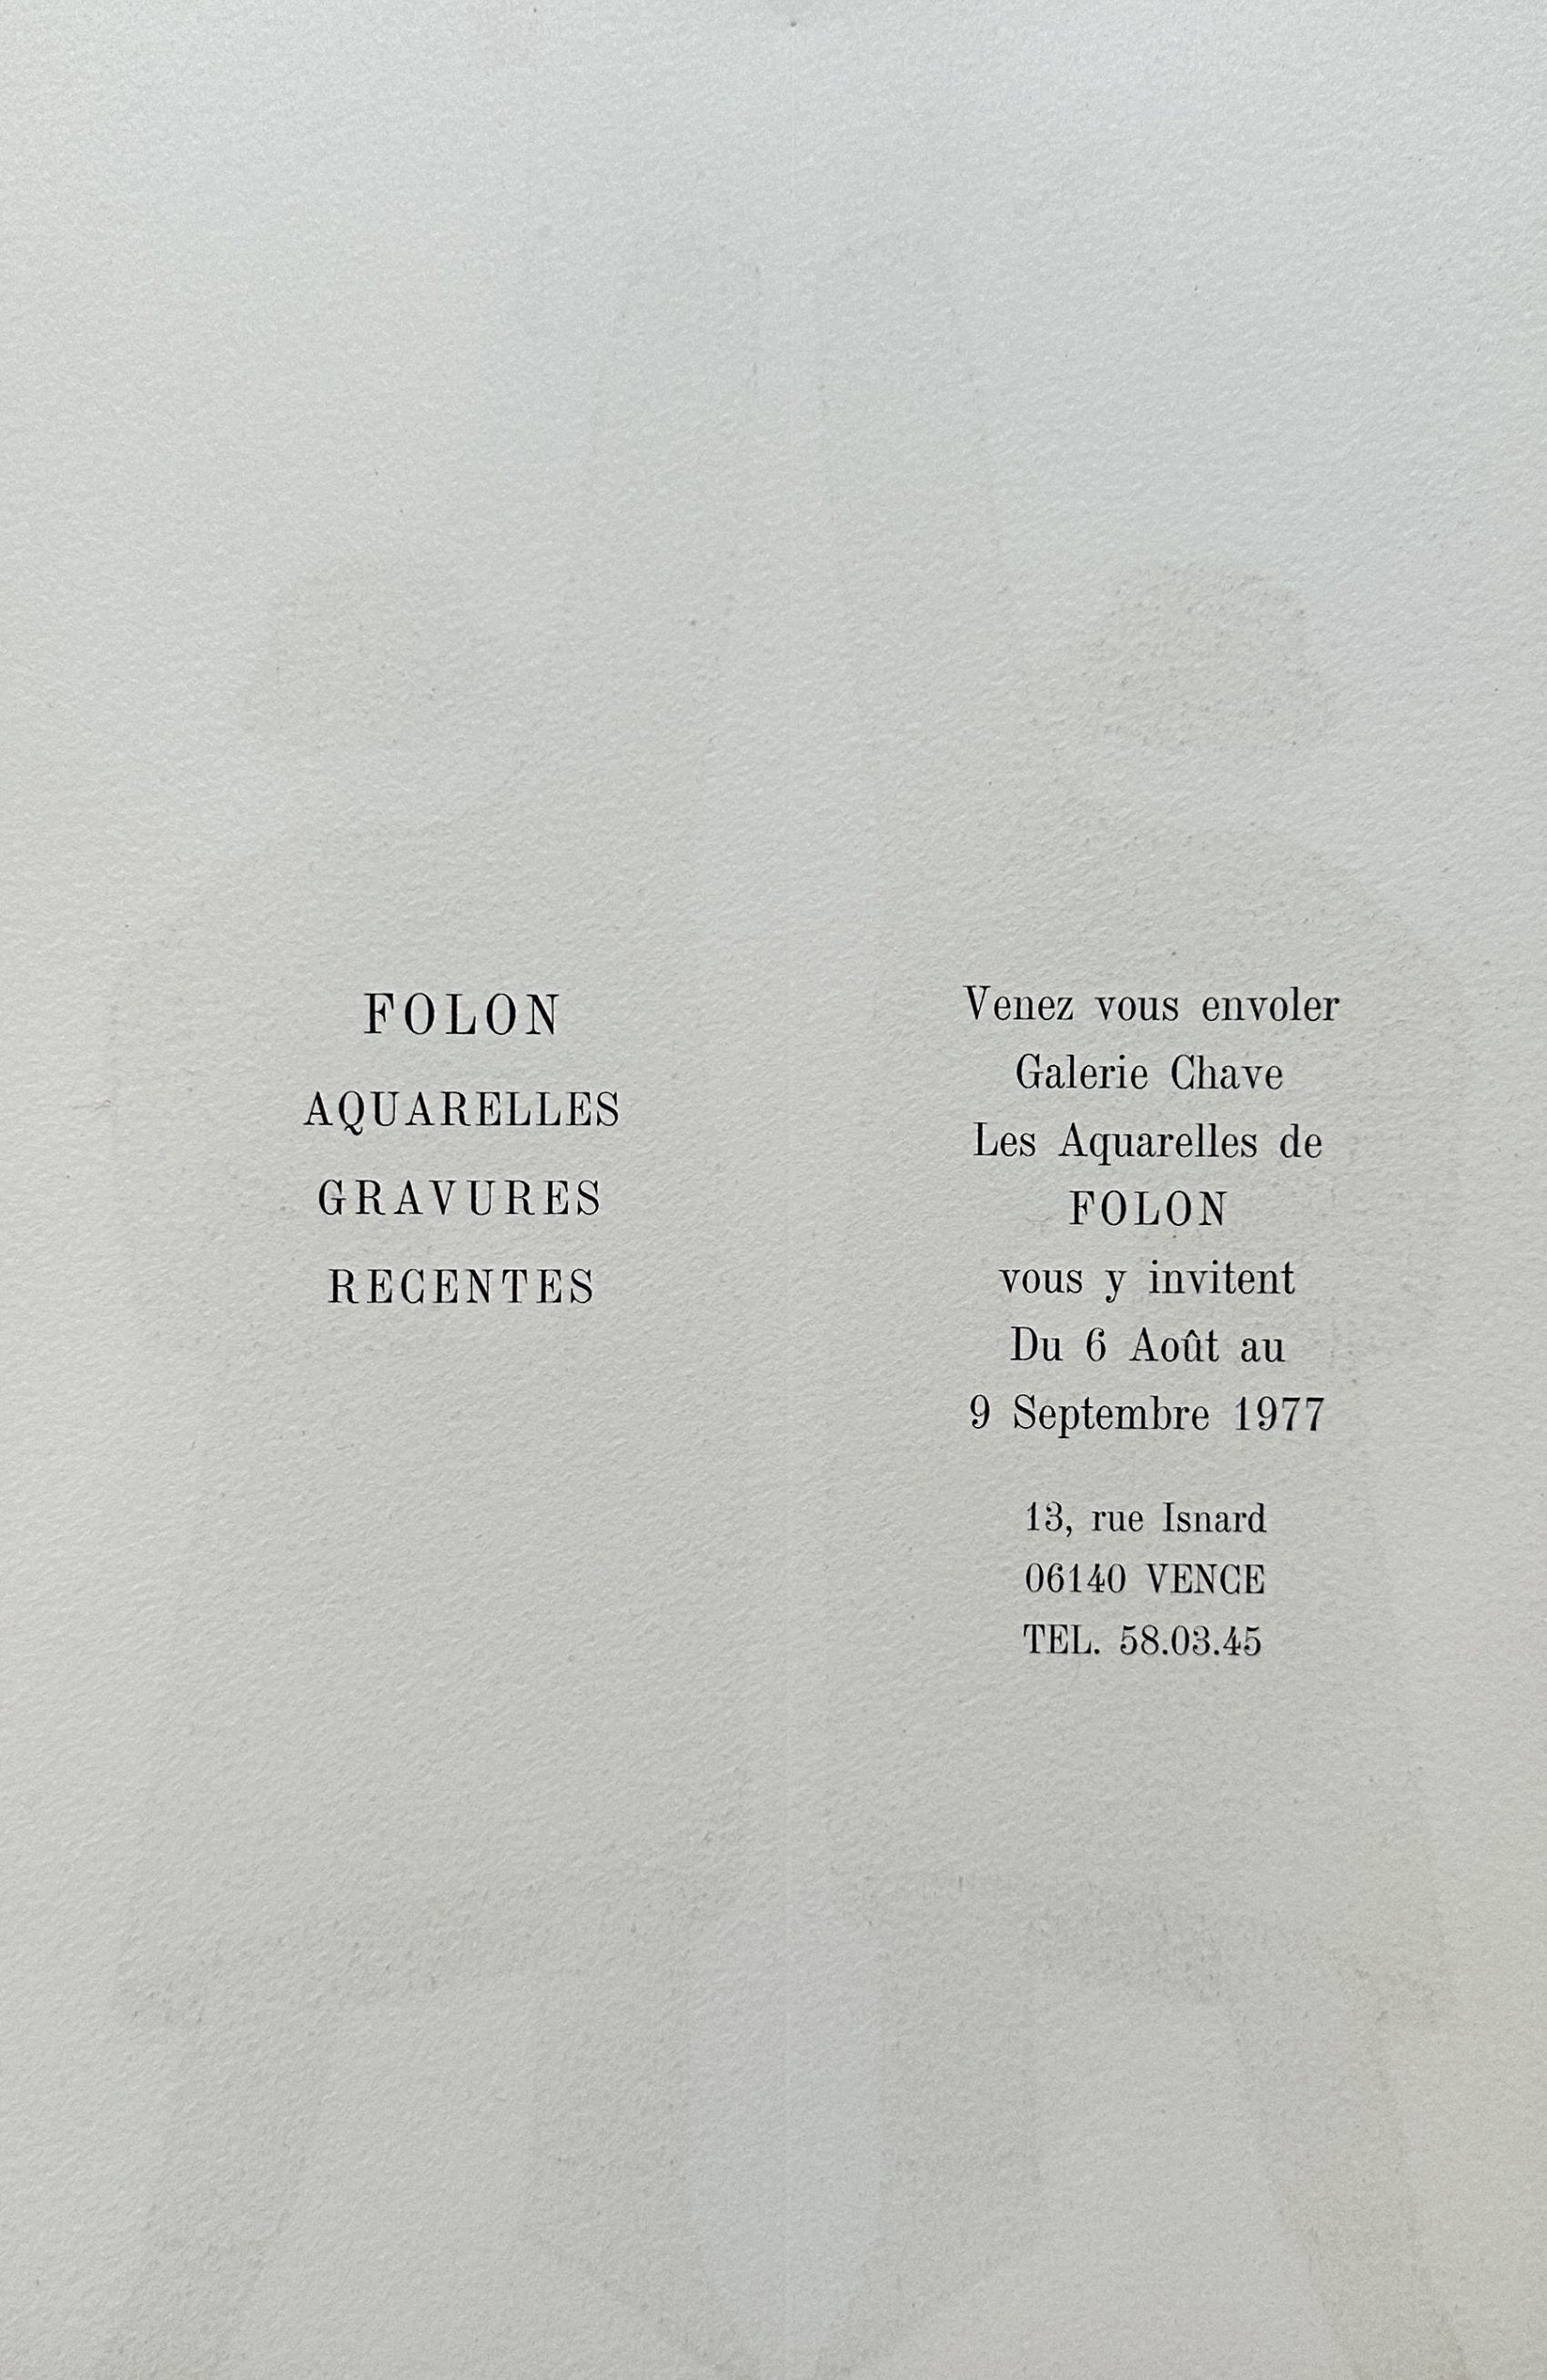 FOLON
AQUARELLES
GRAVURES
RECENTES
Venez vous envoler
Galerie Chave
Les Aquarelles de
FOLON
vous y invitent
Du 6 Août au
9 Septembre 1977
13, rue Isnard
06140 VENCE
TEL. 58.03.45